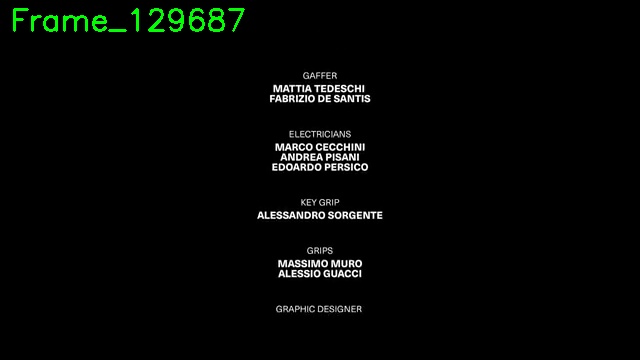 Frame_129687
GAFFER
MATTIA TEDESCHI
FABRIZIO DE SANTIS
ELECTRICIANS
MARCO CECCHINI
ANDREA PISANI
EDOARDO PERSICO
KEY GRIP
ALESSANDRO SORGENTE
GRIPS
MASSIMO MURO
ALESSIO GUACCI
GRAPHIC DESIGNER